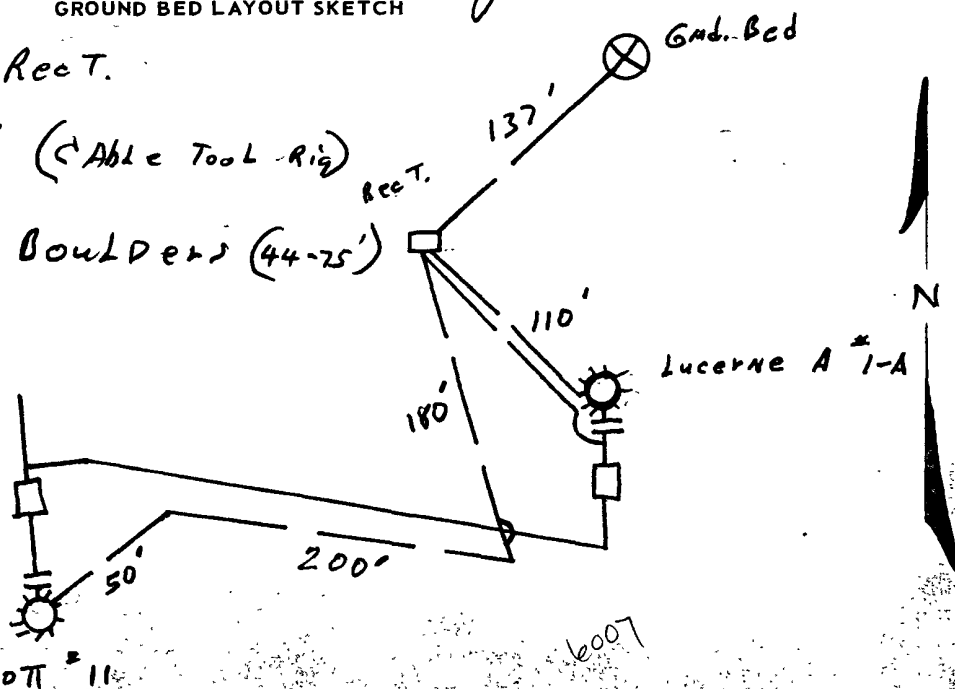 GROUND BED LAYOUT SKETCH
Rect.
Gnd. Bed
137'
(Cable Tool Rig)
Rect.
Boulders (44-75')
110'
N
Lucerne A #1-A
180'
200'
50'
6007
#11